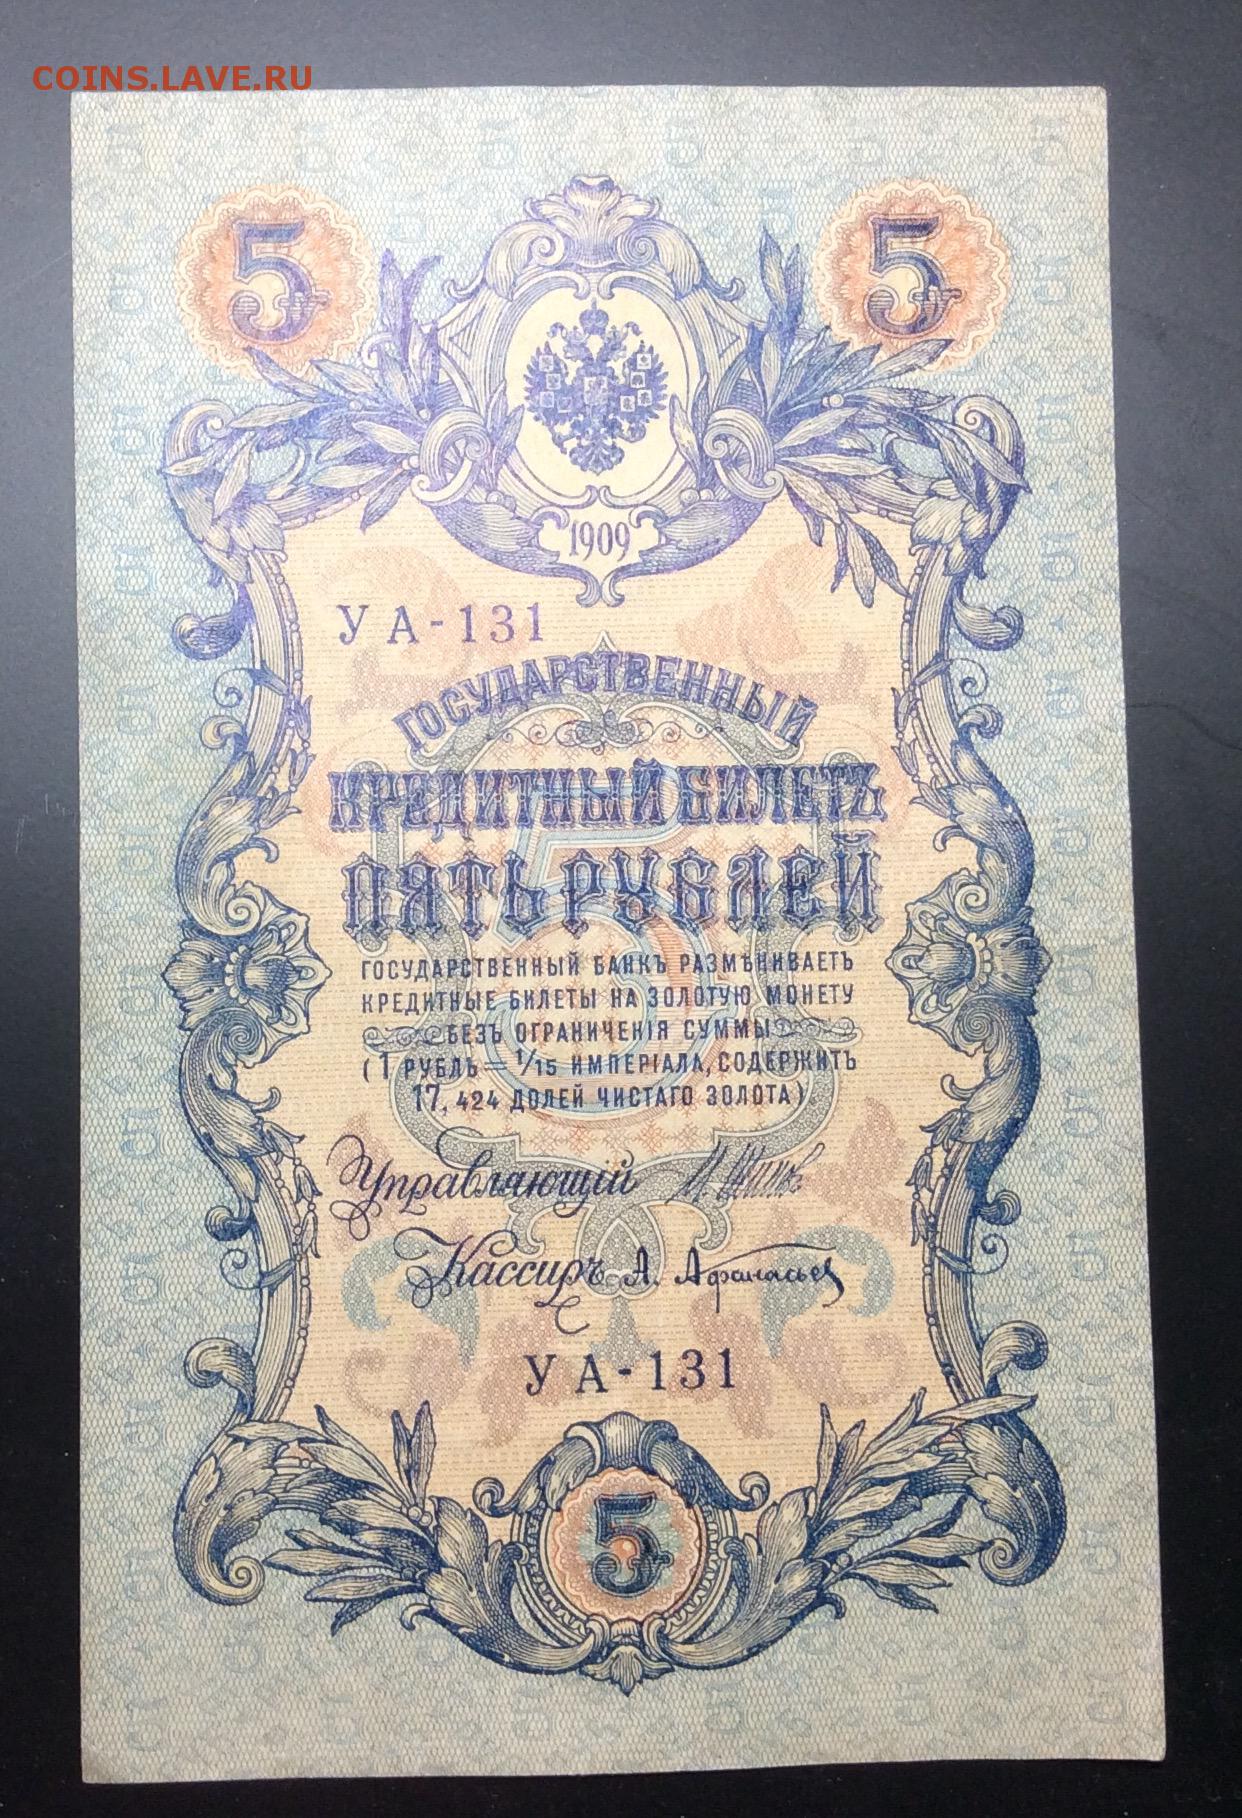 COINS.LAVE.RU
5 5
1909
УА-131
ГОСУДАРСТВЕННЫЙ
КРЕДИТНЫЙ БИЛЕТЪ
ПЯТЬ РУБЛЕЙ
ГОСУДАРСТВЕННЫЙ БАНКЪ РАЗМѢНИВАЕТЪ
КРЕДИТНЫЕ БИЛЕТЫ НА ЗОЛОТУЮ МОНЕТУ
БЕЗЪ ОГРАНИЧЕНІЯ СУММЫ
(1 РУБЛЬ = 1/15 ИМПЕРІАЛА, СОДЕРЖИТЪ
17,424 ДОЛЕЙ ЧИСТАГО ЗОЛОТА).
Управляющій
Кассиръ А. Афанасьев
УА-131
5